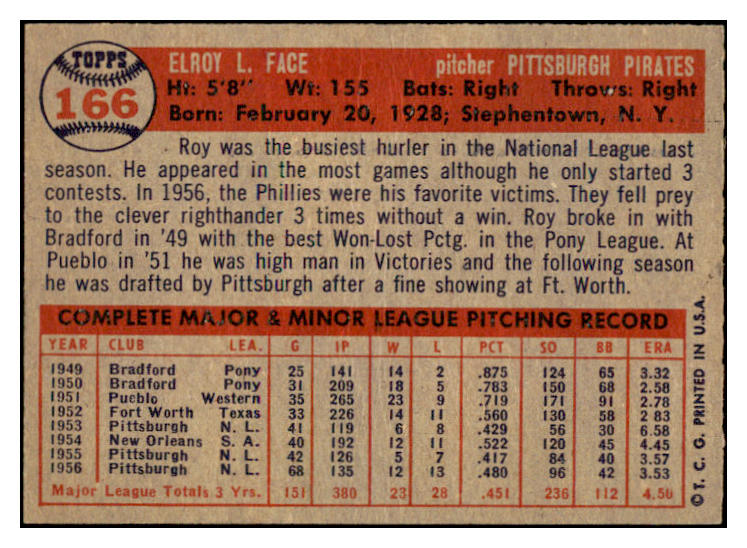 TOPPS
166
ELROY L. FACE pitcher PITTSBURGH PIRATES
Ht: 5'8" Wt: 155 Bats: Right Throws: Right
Born: February 20, 1928; Stephentown, N. Y.
Roy was the busiest hurler in the National League last
season. He appeared in the most games although he only started 3
contests. In 1956, the Phillies were his favorite victims. They fell prey
to the clever righthander 3 times without a win. Roy broke in with
Bradford in '49 with the best Won-Lost Pctg. in the Pony League. At
Pueblo in '51 he was high man in Victories and the following season
he was drafted by Pittsburgh after a fine showing at Ft. Worth.
COMPLETE MAJOR & MINOR LEAGUE PITCHING RECORD
YEAR CLUB LEA. G IP W L PCT SO BB ERA
1949 Bradford Pony 25 141 14 2 .875 124 65 3.32
1950 Bradford Pony 31 209 18 5 .783 150 68 2.58
1951 Pueblo Western 35 265 23 9 .719 171 91 2.78
1952 Fort Worth Texas 33 226 14 11 .560 130 58 2 83
1953 Pittsburgh N. L. 41 119 6 8 .429 56 30 6.58
1954 New Orleans S. A. 40 192 12 11 .522 120 45 4.45
1955 Pittsburgh N. L. 42 126 5 7 .417 84 40 3.57
1956 Pittsburgh N. L. 68 135 12 13 .480 96 42 3.53
Major League Totals 3 Yrs. 151 380 23 28 .451 236 112 4.50
© T. C. G. PRINTED IN U.S.A.